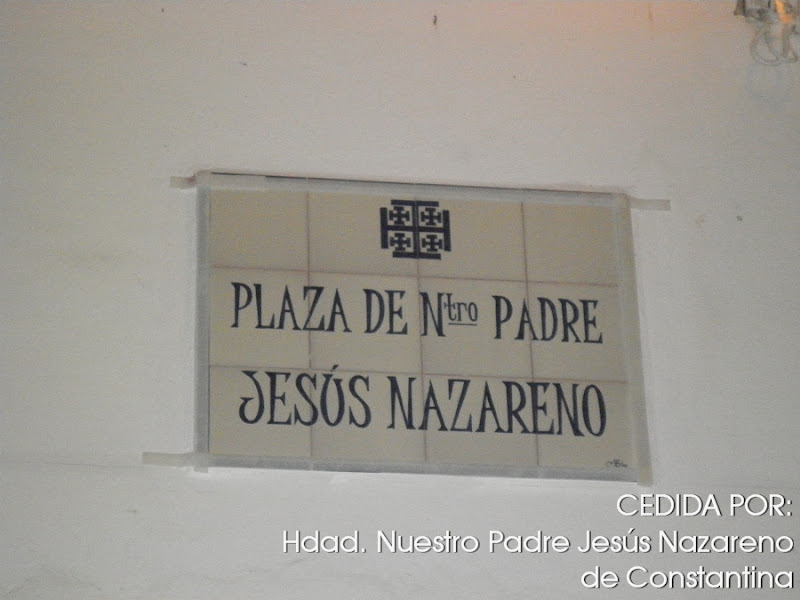 PLAZA DE Ntro PADRE
JESÚS NAZARENO
CEDIDA POR:
Hdad. Nuestro Padre Jesús Nazareno
de Constantina